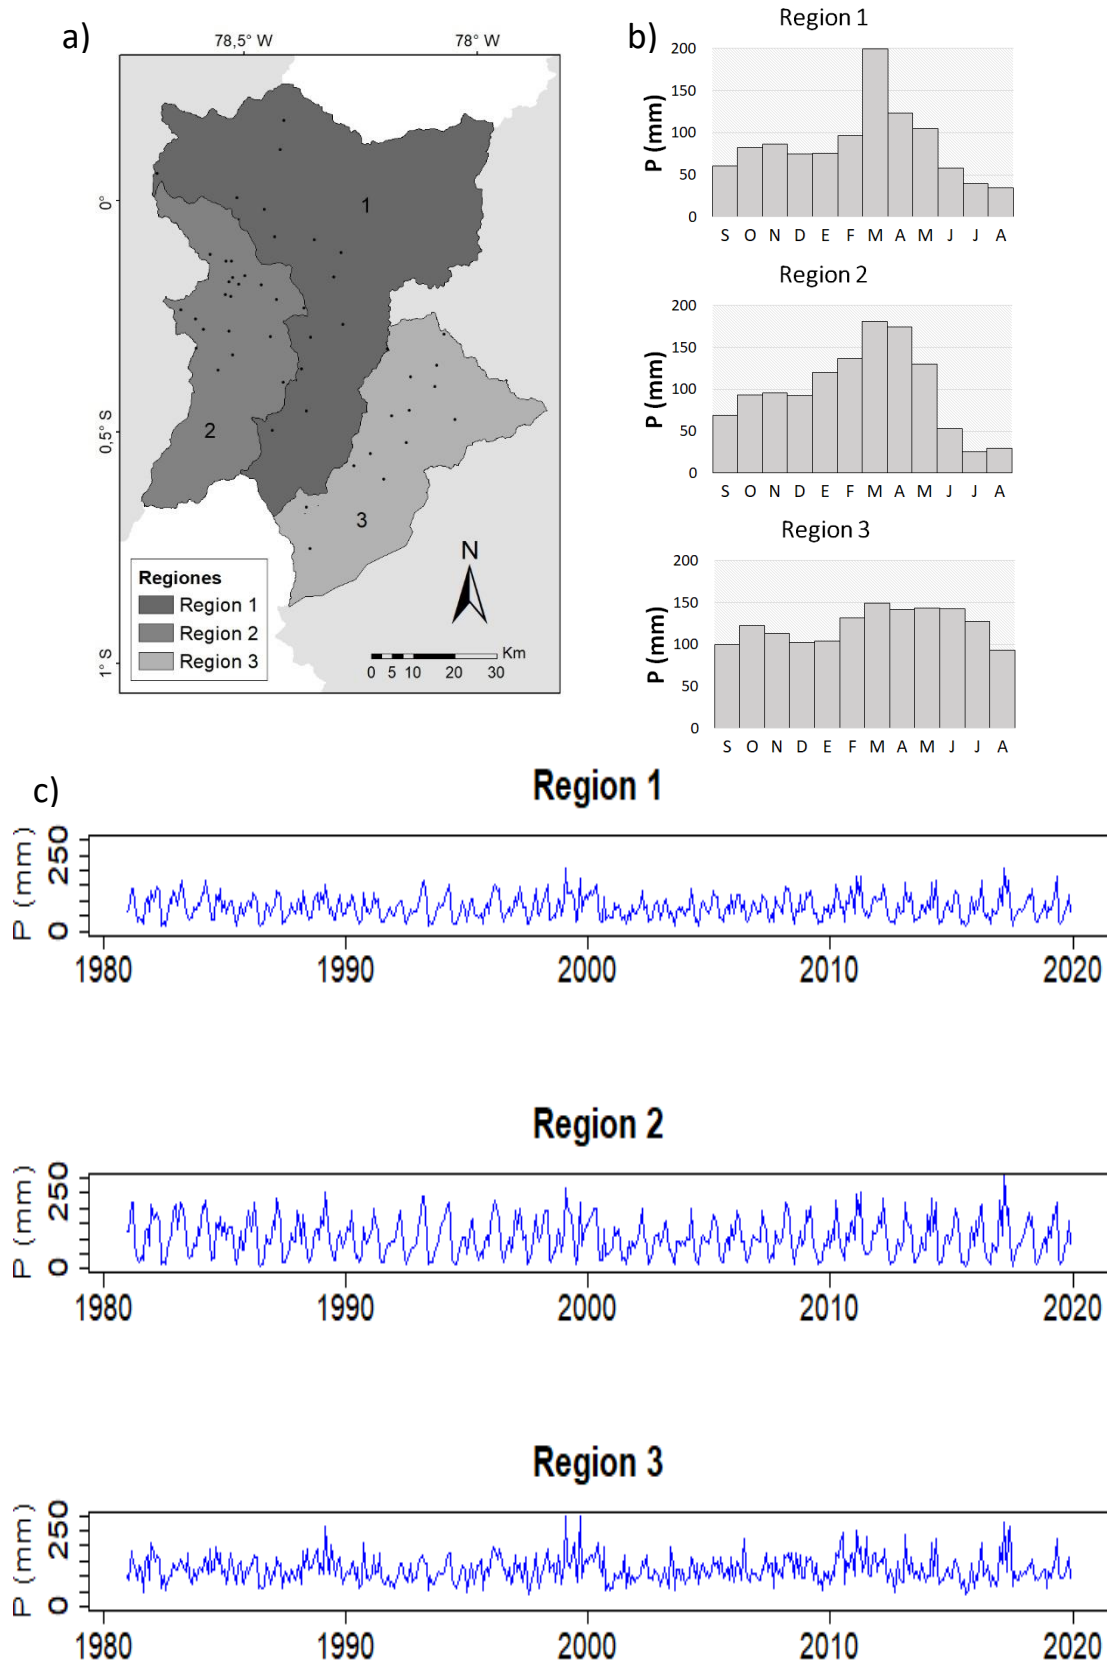 a)
78,5° W
78° W
0°
0,5° S
1° S
1
2
3
N
Regiones
Region 1
Region 2
Region 3
Km
0 5 10 20 30
b)
Region 1
P (mm)
200
150
100
50
0
S O N D E F M A M J J A
Region 2
P (mm)
200
150
100
50
0
S O N D E F M A M J J A
Region 3
P (mm)
200
150
100
50
0
S O N D E F M A M J J A
c)
Region 1
P (mm)
0 250
1980 1990 2000 2010 2020
Region 2
P (mm)
0 250
1980 1990 2000 2010 2020
Region 3
P (mm)
0 250
1980 1990 2000 2010 2020